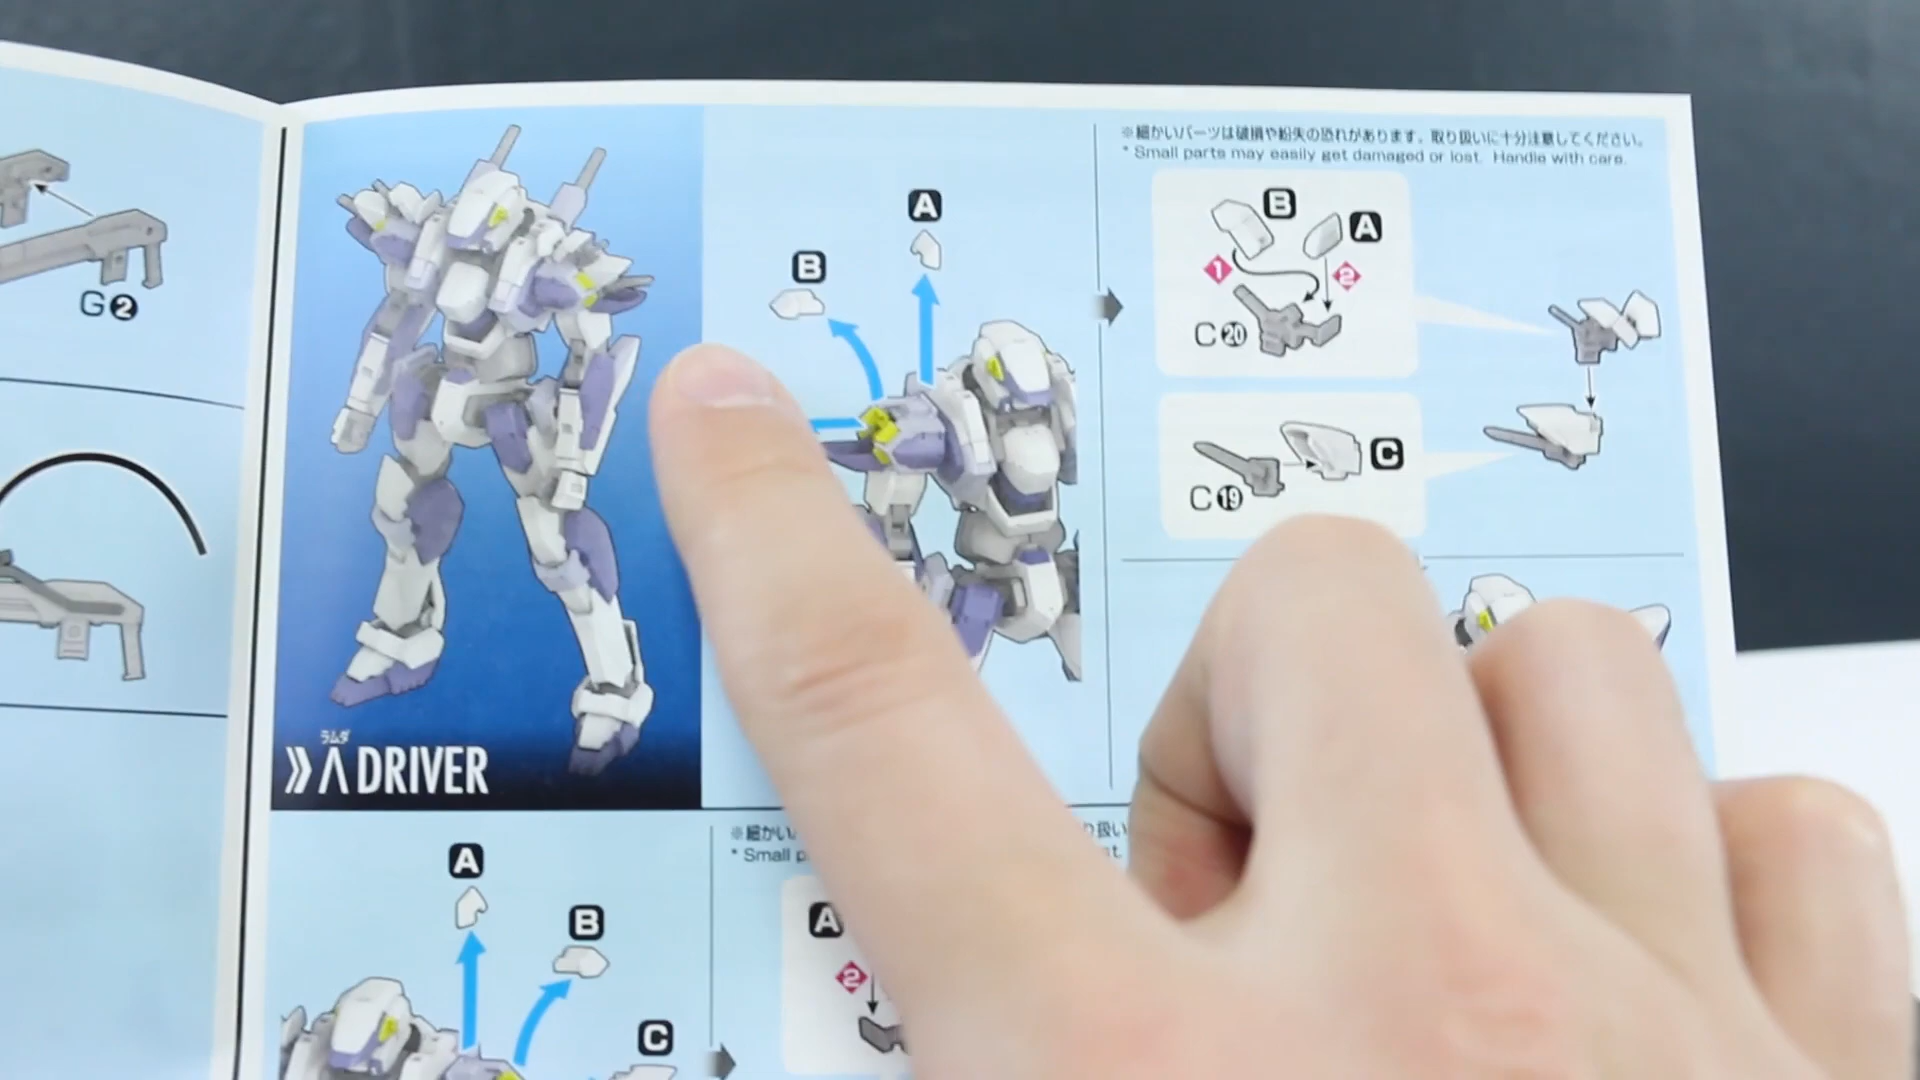 G2
ラムダ
Λ DRIVER
A
B
※細かいパーツは破損や紛失の恐れがあります。取り扱いに十分注意してください。
* Small parts may easily get damaged or lost. Handle with care.
B
A
1
2
C20
C
C19
A
B
C
※細かい
り扱い
* Small
A
2